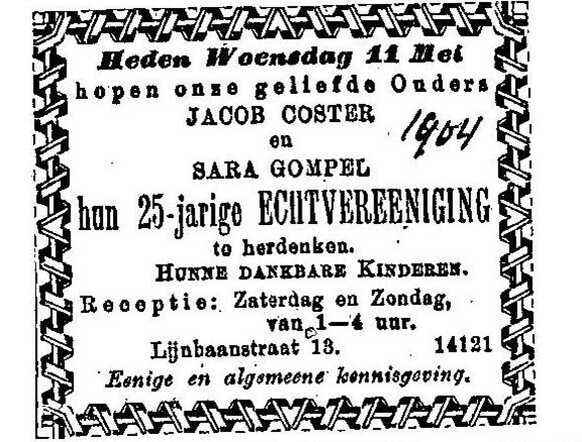 Heden Woensdag 11 Mei
hopen onze geliefde Ouders
JACOB COSTER
1904
en
SARA GOMPEL
hun 25-jarige ECHTVEREENIGING
te herdenken.
HUNNE DANKBARE KINDEREN.
Receptie: Zaterdag en Zondag,
van 1—4 uur.
Lijnbaanstraat 13. 14121
Eenige en algemeene kennisgeving.